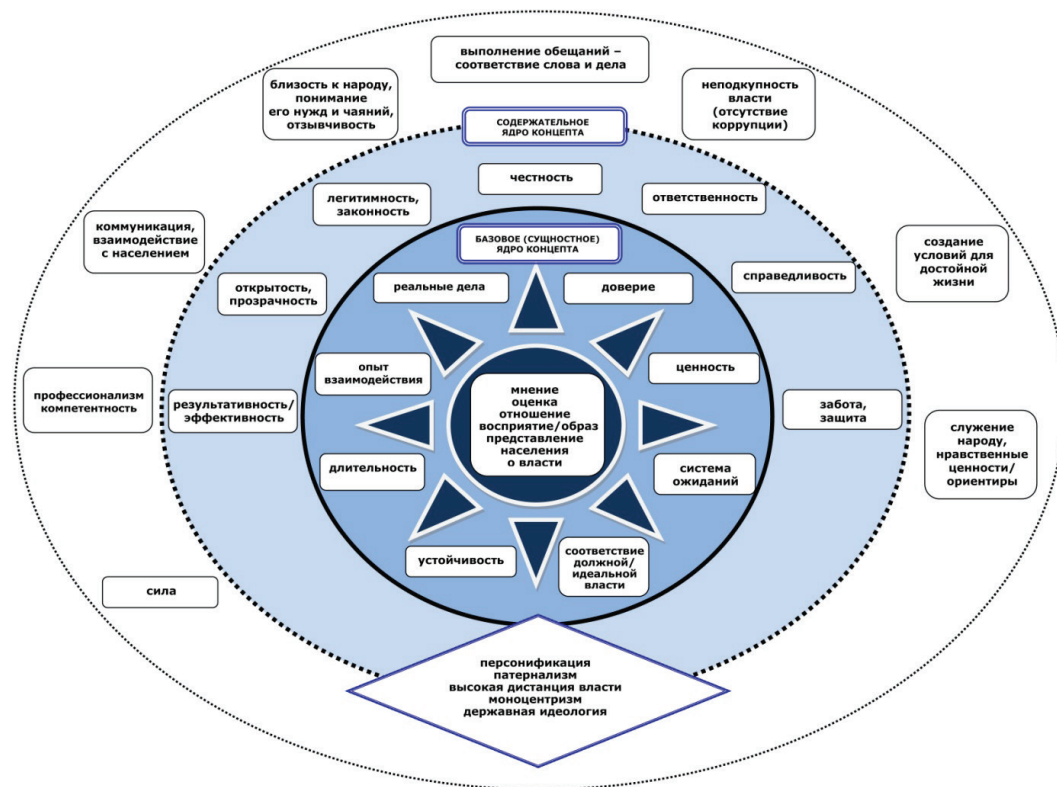 выполнение обещаний –
соответствие слова и дела
близость к народу,
понимание
его нужд и чаяний,
отзывчивость
неподкупность
власти
(отсутствие
коррупции)
СОДЕРЖАТЕЛЬНОЕ
ЯДРО КОНЦЕПТА
честность
легитимность,
законность
ответственность
коммуникация,
взаимодействие
с населением
БАЗОВОЕ (СУЩНОСТНОЕ)
ЯДРО КОНЦЕПТА
создание
условий для
достойной
жизни
открытость,
прозрачность
реальные дела
доверие
справедливость
опыт
взаимодействия
ценность
профессионализм
компетентность
результативность/
эффективность
мнение
оценка
отношение
восприятие/образ
представление
населения
о власти
забота,
защита
служение
народу,
нравственные
ценности/
ориентиры
длительность
система
ожиданий
устойчивость
соответствие
должной/
идеальной
власти
сила
персонификация
патернализм
высокая дистанция власти
моноцентризм
державная идеология